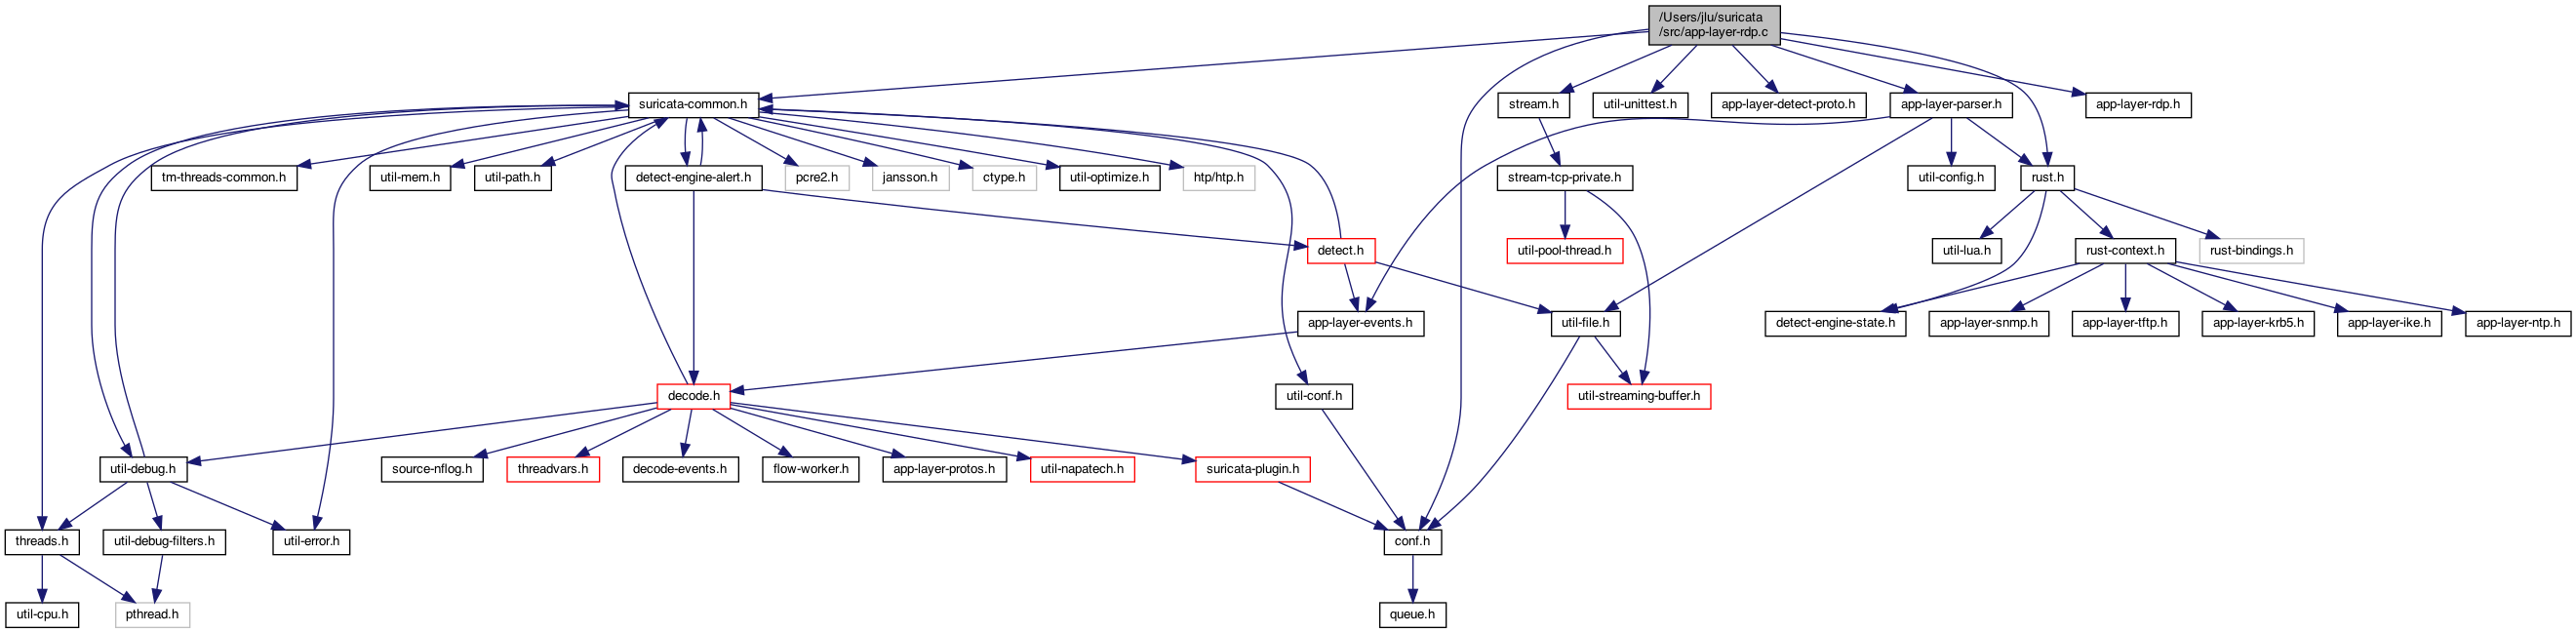 /Users/jlu/suricata
/src/app-layer-rdp.c
suricata-common.h
stream.h
util-unittest.h
app-layer-detect-proto.h
app-layer-parser.h
app-layer-rdp.h
tm-threads-common.h
util-mem.h
util-path.h
detect-engine-alert.h
pcre2.h
jansson.h
ctype.h
util-optimize.h
htp/htp.h
stream-tcp-private.h
util-config.h
rust.h
detect.h
util-pool-thread.h
util-lua.h
rust-context.h
rust-bindings.h
app-layer-events.h
util-file.h
detect-engine-state.h
app-layer-snmp.h
app-layer-tftp.h
app-layer-krb5.h
app-layer-ike.h
app-layer-ntp.h
decode.h
util-conf.h
util-streaming-buffer.h
util-debug.h
source-nflog.h
threadvars.h
decode-events.h
flow-worker.h
app-layer-protos.h
util-napatech.h
suricata-plugin.h
threads.h
util-debug-filters.h
util-error.h
conf.h
util-cpu.h
pthread.h
queue.h